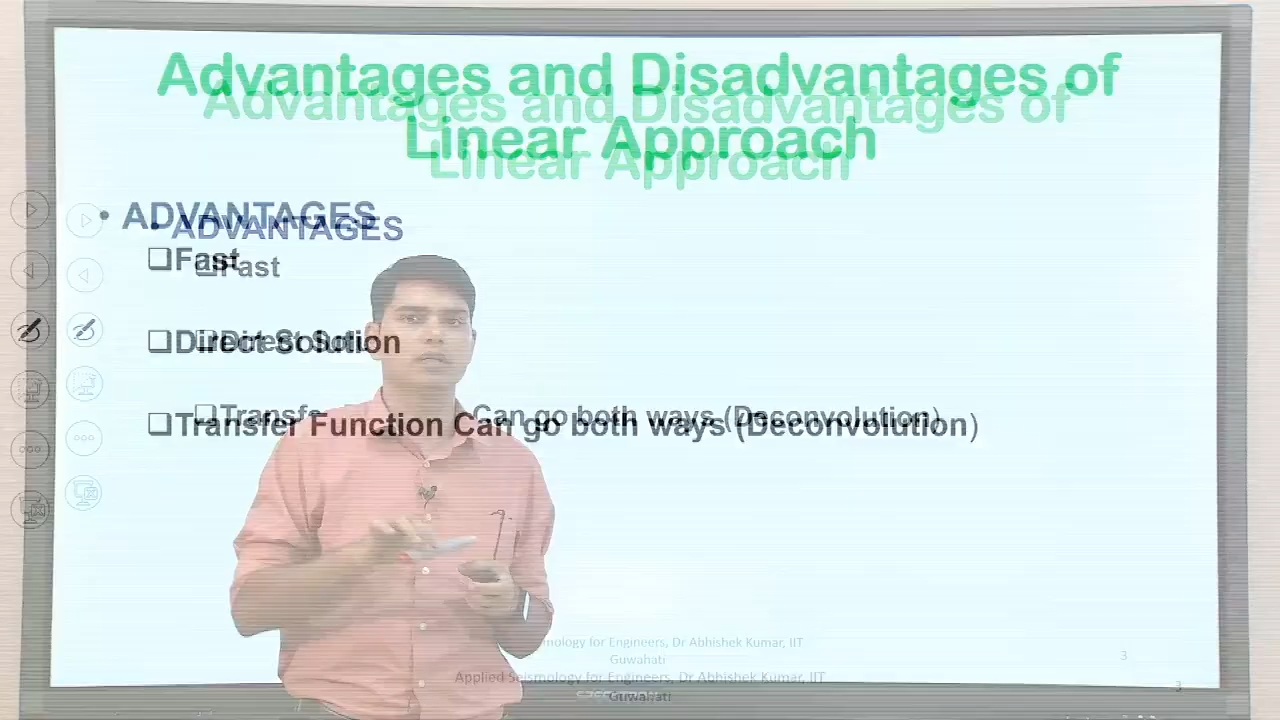 Advantages and Disadvantages of
Linear Approach
• ADVANTAGES
❑Fast
❑Direct Solution
❑Transfer Function Can go both ways (Deconvolution)
Applied Seismology for Engineers, Dr Abhishek Kumar, IIT
Guwahati
3